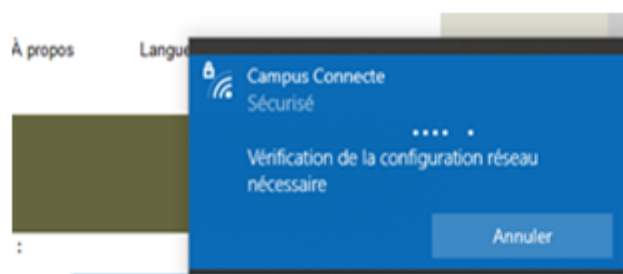 À propos
Langue
Campus Connecte
Sécurisé
Vérification de la configuration réseau
nécessaire
Annuler
: